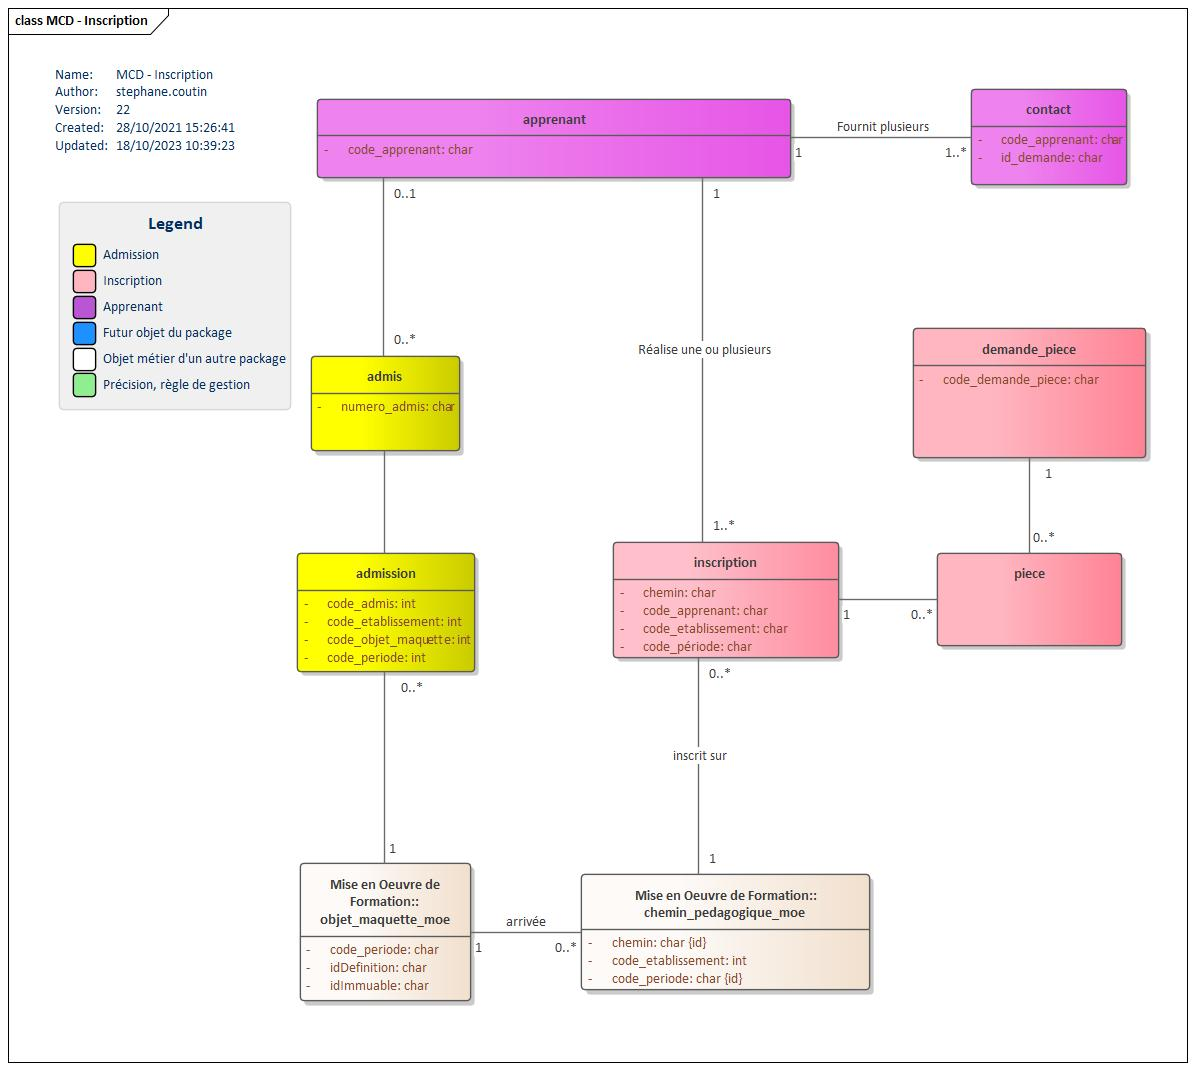 class MCD - Inscription
Name: MCD - Inscription
Author: stephane.coutin
Version: 22
Created: 28/10/2021 15:26:41
Updated: 18/10/2023 10:39:23
Legend
Admission
Inscription
Apprenant
Futur objet du package
Objet métier d'un autre package
Précision, règle de gestion
apprenant
- code_apprenant: char
Fournit plusieurs
1
1..*
contact
- code_apprenant: char
- id_demande: char
0..1
0..*
1
Réalise une ou plusieurs
1..*
admis
- numero_admis: char
demande_piece
- code_demande_piece: char
1
0..*
admission
- code_admis: int
- code_etablissement: int
- code_objet_maquette: int
- code_periode: int
inscription
- chemin: char
- code_apprenant: char
- code_etablissement: char
- code_période: char
1
0..*
piece
0..*
1
0..*
inscrit sur
1
Mise en Oeuvre de
Formation::
objet_maquette_moe
- code_periode: char
- idDefinition: char
- idImmuable: char
arrivée
1
0..*
Mise en Oeuvre de Formation::
chemin_pedagogique_moe
- chemin: char {id}
- code_etablissement: int
- code_periode: char {id}